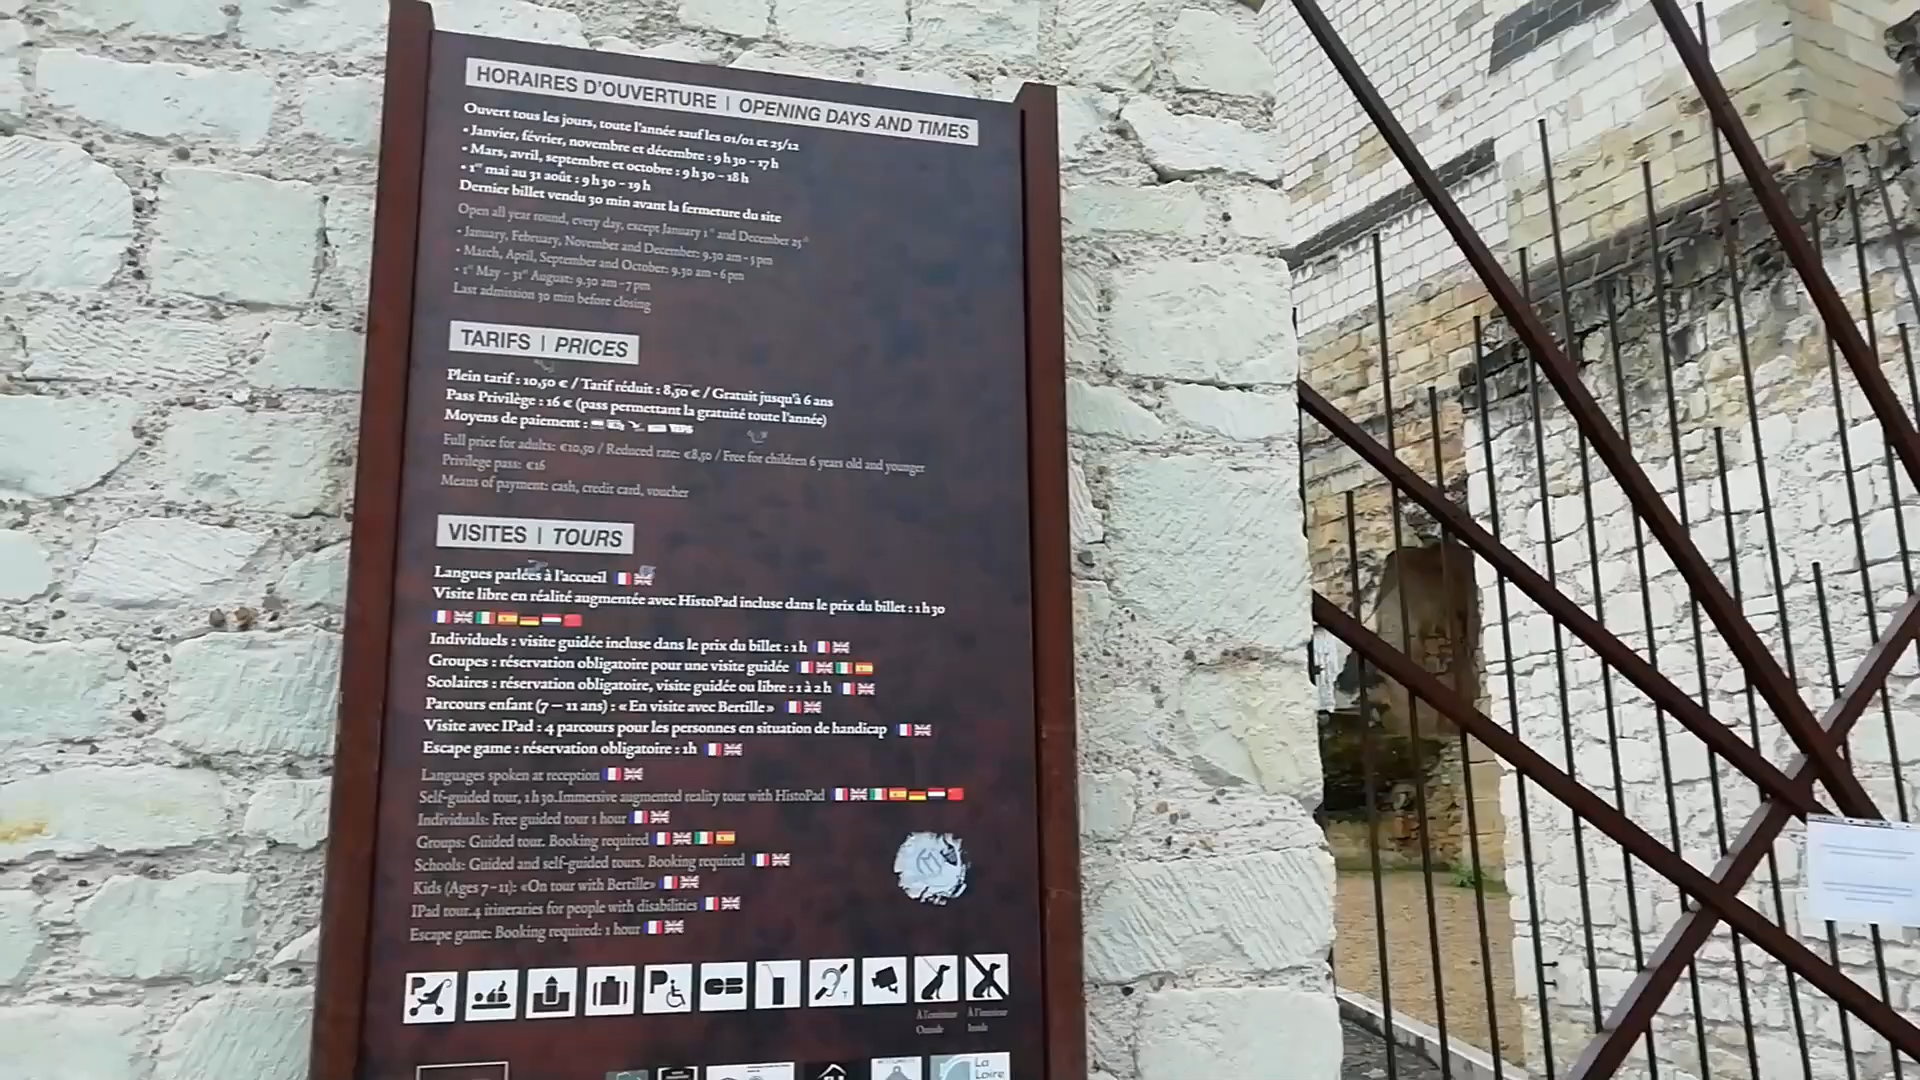 HORAIRES D'OUVERTURE | OPENING DAYS AND TIMES
Ouvert tous les jours, toute l'année sauf les 01/01 et 25/12
• Janvier, février, novembre et décembre : 9 h 30 - 17 h
• Mars, avril, septembre et octobre : 9 h 30 - 18 h
• 1er mai au 31 août : 9 h 30 - 19 h
Dernier billet vendu 30 min avant la fermeture du site
Open all year round, every day, except January 1st and December 25th
• January, February, November and December: 9.30 am - 5 pm
• March, April, September and October: 9.30 am - 6 pm
• 1st May - 31st August: 9.30 am - 7 pm
Last admission 30 min before closing
TARIFS | PRICES
Plein tarif : 10,50 € / Tarif réduit : 8,50 € / Gratuit jusqu'à 6 ans
Pass Privilège : 16 € (pass permettant la gratuité toute l'année)
Moyens de paiement :
Full price for adults: €10,50 / Reduced rate: €8,50 / Free for children 6 years old and younger
Privilege pass: €16
Means of payment: cash, credit card, voucher
VISITES | TOURS
Langues parlées à l'accueil
Visite libre en réalité augmentée avec HistoPad incluse dans le prix du billet : 1 h 30
Individuels : visite guidée incluse dans le prix du billet : 1 h
Groupes : réservation obligatoire pour une visite guidée
Scolaires : réservation obligatoire, visite guidée ou libre : 1 à 2 h
Parcours enfant (7 – 11 ans) : « En visite avec Bertille »
Visite avec IPad : 4 parcours pour les personnes en situation de handicap
Escape game : réservation obligatoire : 1h
Languages spoken at reception
Self-guided tour, 1 h 30. Immersive augmented reality tour with HistoPad
Individuals: Free guided tour 1 hour
Groups: Guided tour. Booking required
Schools: Guided and self-guided tours. Booking required
Kids (Ages 7 - 11): «On tour with Bertille»
IPad tour. 4 itineraries for people with disabilities
Escape game: Booking required: 1 hour
P P T
À l'extérieur À l'intérieur
Outside Inside
La
Loire